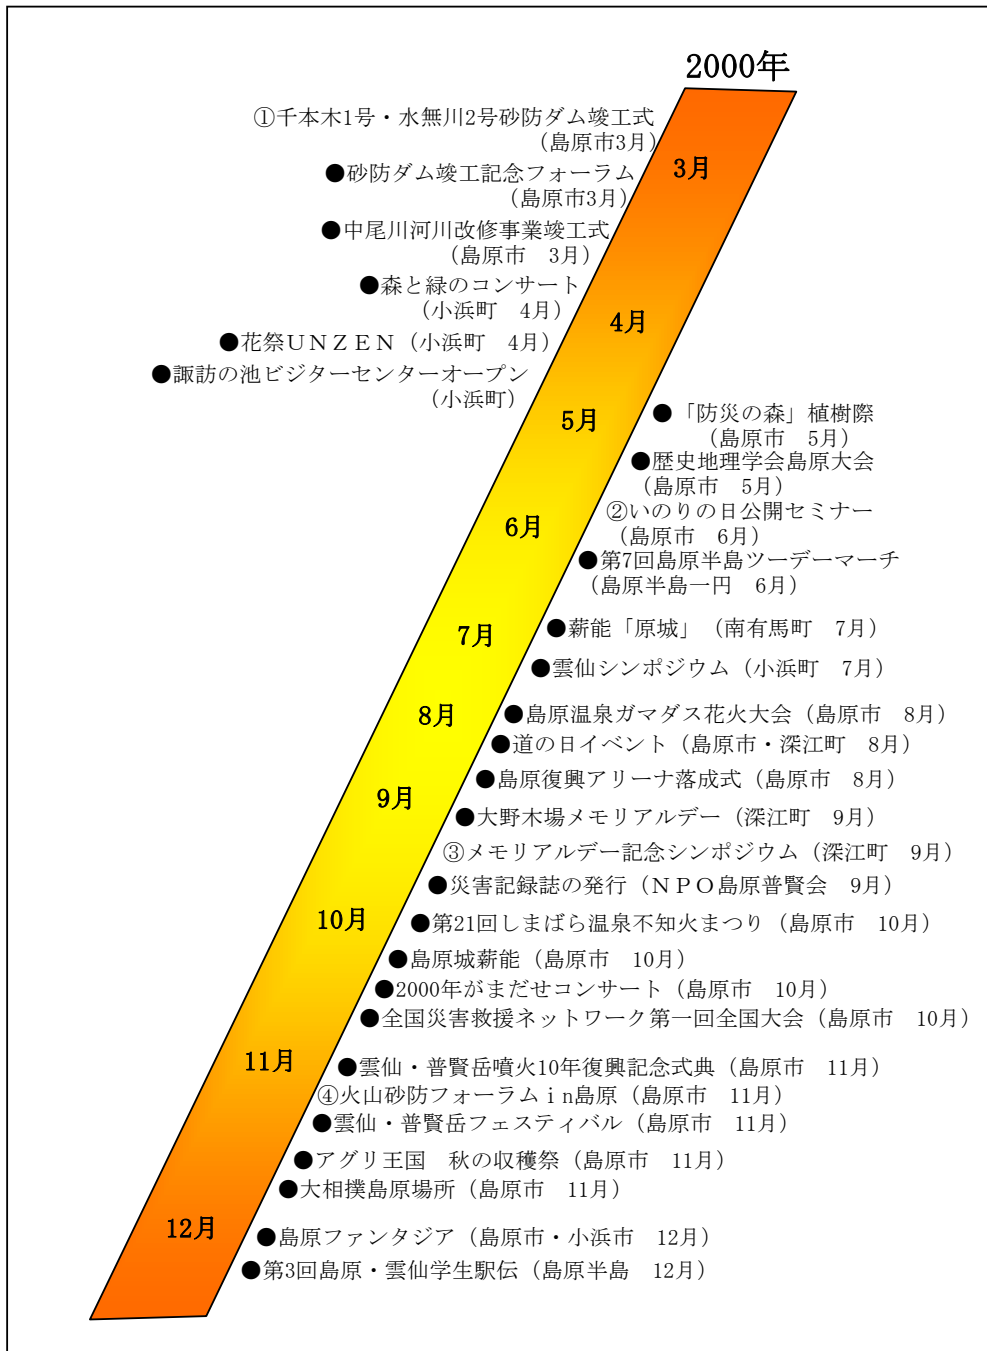 2000年
①千本木1号・水無川2号砂防ダム竣工式
（島原市3月）
3月
●砂防ダム竣工記念フォーラム
（島原市3月）
●中尾川河川改修事業竣工式
（島原市　3月）
●森と緑のコンサート
（小浜町　4月）
4月
●花祭ＵＮＺＥＮ（小浜町　4月）
●諏訪の池ビジターセンターオープン
（小浜町）
5月
●「防災の森」植樹際
（島原市　5月）
●歴史地理学会島原大会
（島原市　5月）
6月
②いのりの日公開セミナー
（島原市　6月）
●第7回島原半島ツーデーマーチ
（島原半島一円　6月）
7月
●薪能「原城」（南有馬町　7月）
●雲仙シンポジウム（小浜町　7月）
8月
●島原温泉ガマダス花火大会（島原市　8月）
●道の日イベント（島原市・深江町　8月）
●島原復興アリーナ落成式（島原市　8月）
9月
●大野木場メモリアルデー（深江町　9月）
③メモリアルデー記念シンポジウム（深江町　9月）
●災害記録誌の発行（ＮＰＯ島原普賢会　9月）
10月
●第21回しまばら温泉不知火まつり（島原市　10月）
●島原城薪能（島原市　10月）
●2000年がまだせコンサート（島原市　10月）
●全国災害救援ネットワーク第一回全国大会（島原市　10月）
11月
●雲仙・普賢岳噴火10年復興記念式典（島原市　11月）
④火山砂防フォーラムｉｎ島原（島原市　11月）
●雲仙・普賢岳フェスティバル（島原市　11月）
●アグリ王国　秋の収穫祭（島原市　11月）
●大相撲島原場所（島原市　11月）
12月
●島原ファンタジア（島原市・小浜市　12月）
●第3回島原・雲仙学生駅伝（島原半島　12月）